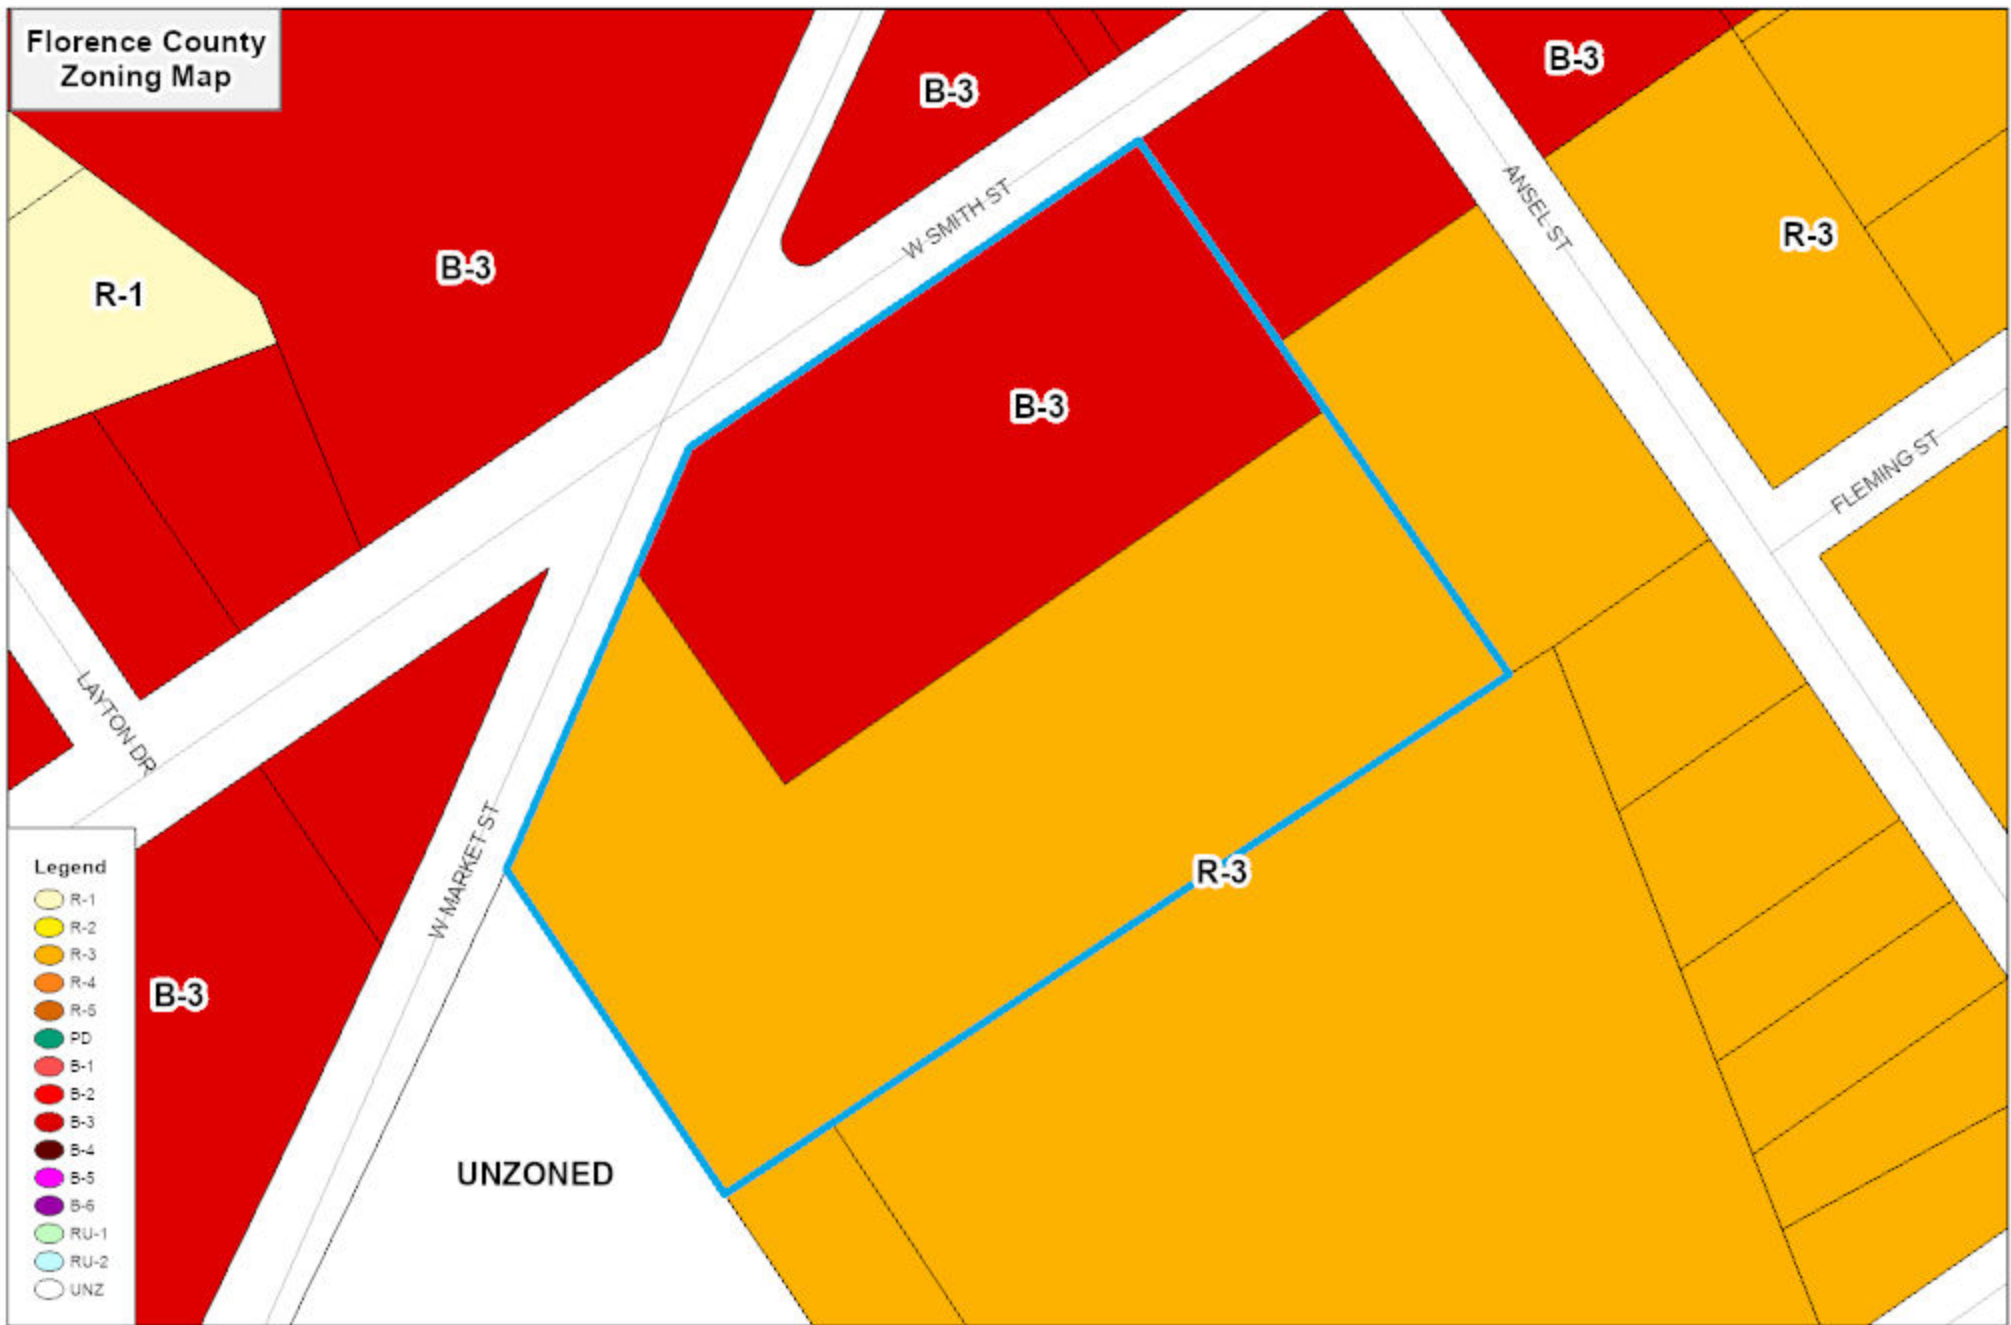 Florence County
Zoning Map
B-3
B-3
B-3
R-1
B-3
R-3
W SMITH ST
ANSEL ST
B-3
FLEMING ST
LAYTON DR
W MARKET ST
R-3
B-3
UNZONED
Legend
R-1
R-2
R-3
R-4
R-5
PD
B-1
B-2
B-3
B-4
B-5
B-6
RU-1
RU-2
UNZ